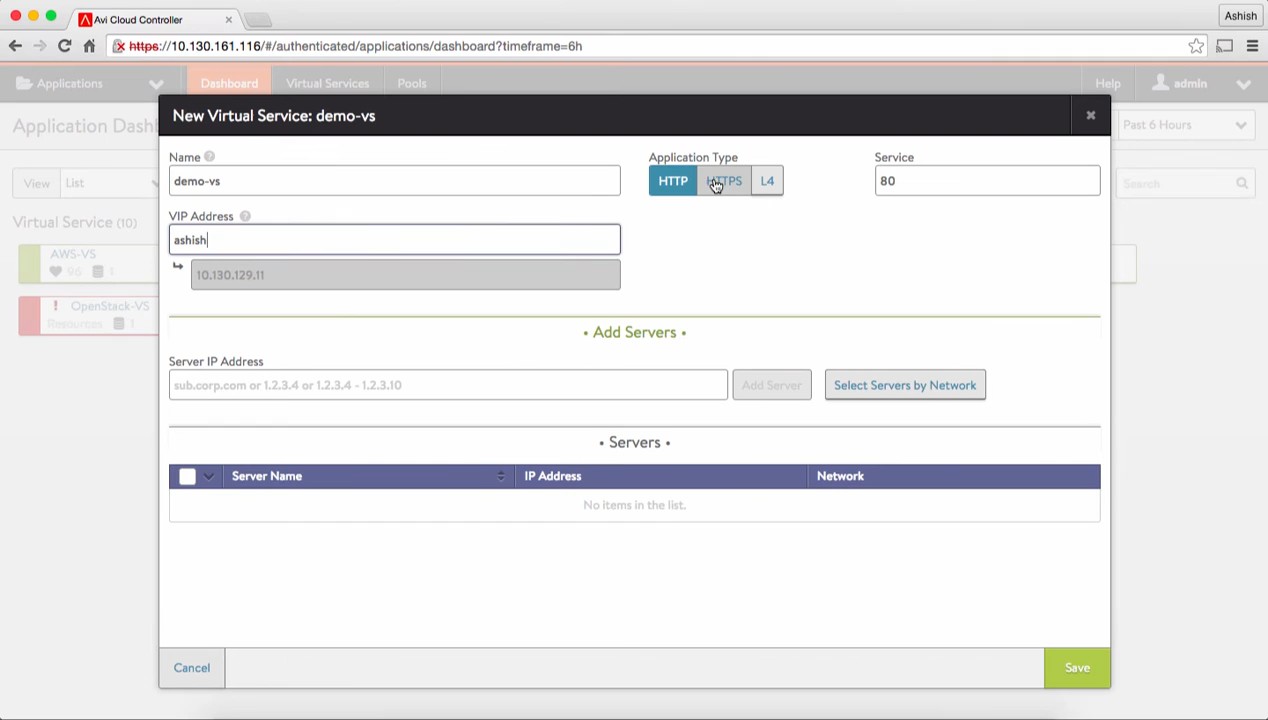 Avi Cloud Controller
Ashish
https://10.130.161.116/#/authenticated/applications/dashboard?timeframe=6h
Applications
Dashboard
Virtual Services
Pools
Help
admin
Application Dash
Past 6 Hours
New Virtual Service: demo-vs
View
List
Search
Virtual Service (10)
AWS-VS
96
1
OpenStack-VS
Resources
1
Name
demo-vs
Application Type
HTTP
HTTPS
L4
Service
80
VIP Address
ashish
10.130.129.11
• Add Servers •
Server IP Address
sub.corp.com or 1.2.3.4 or 1.2.3.4 - 1.2.3.10
Add Server
Select Servers by Network
• Servers •
Server Name
IP Address
Network
No items in the list.
Cancel
Save